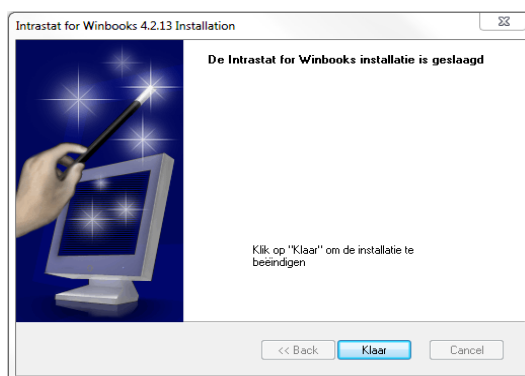 Intrastat for Winbooks 4.2.13 Installation
De Intrastat for Winbooks installatie is geslaagd
Klik op "Klaar" om de installatie te
beëindigen
<< Back
Klaar
Cancel